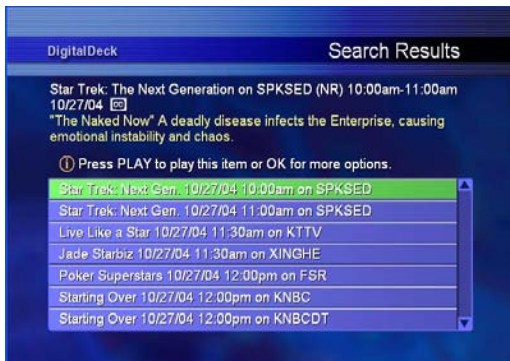 DigitalDeck
Search Results
Star Trek: The Next Generation on SPKSED (NR) 10:00am-11:00am
10/27/04 CC
"The Naked Now" A deadly disease infects the Enterprise, causing
emotional instability and chaos.
Press PLAY to play this item or OK for more options.
Star Trek: Next Gen. 10/27/04 10:00am on SPKSED
Star Trek: Next Gen. 10/27/04 11:00am on SPKSED
Live Like a Star 10/27/04 11:30am on KTTV
Jade Starbiz 10/27/04 11:30am on XINGHE
Poker Superstars 10/27/04 12:00pm on FSR
Starting Over 10/27/04 12:00pm on KNBC
Starting Over 10/27/04 12:00pm on KNBCDT